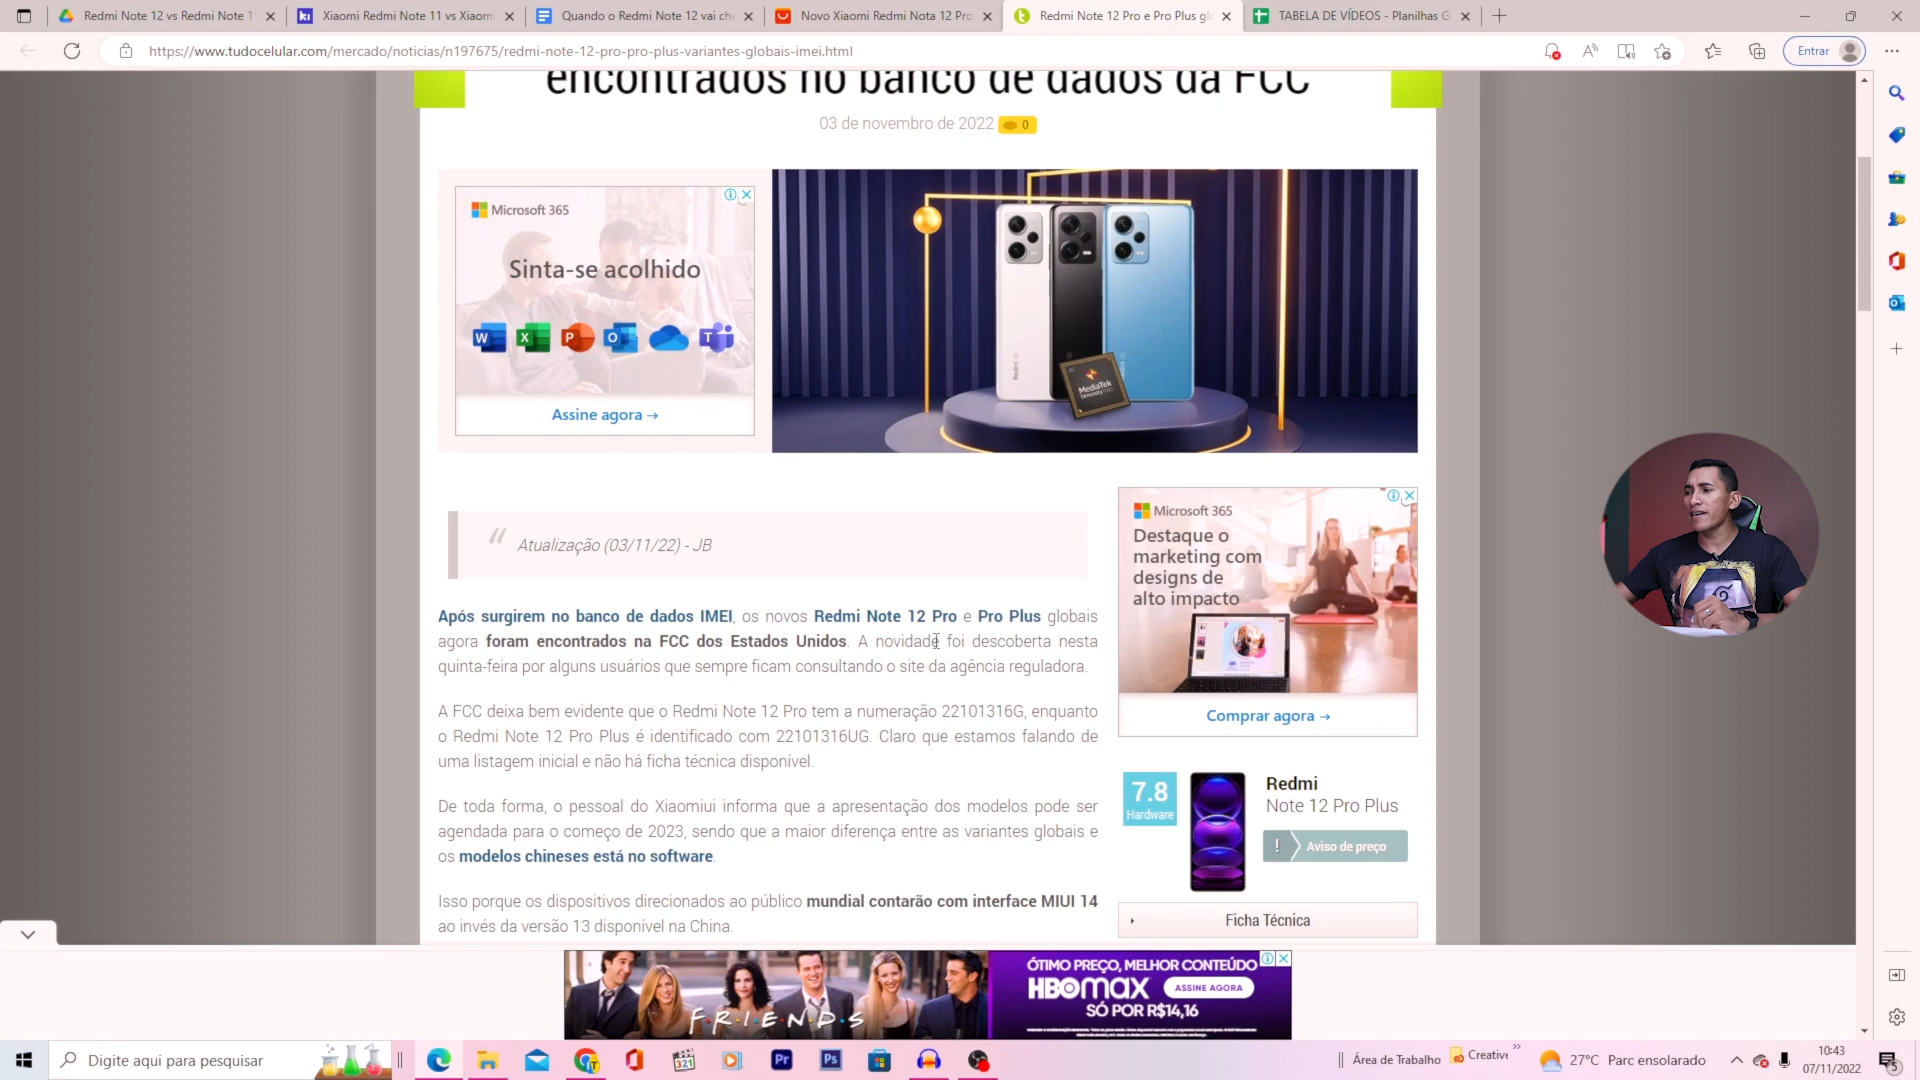 Redmi Note 12 vs Redmi Note 1
Xiaomi Redmi Note 11 vs Xiaom
Quando o Redmi Note 12 vai che
Novo Xiaomi Redmi Nota 12 Pro
Redmi Note 12 Pro e Pro Plus gl
TABELA DE VÍDEOS - Planilhas G
https://www.tudocelular.com/mercado/noticias/n197675/redmi-note-12-pro-pro-plus-variantes-globais-imei.html
Entrar
encontrados no banco de dados da FCC
03 de novembro de 2022 0
Microsoft 365
Sinta-se acolhido
Assine agora →
MediaTek
Dimensity
Redmi
“ Atualização (03/11/22) - JB
Após surgirem no banco de dados IMEI, os novos Redmi Note 12 Pro e Pro Plus globais
agora foram encontrados na FCC dos Estados Unidos. A novidade foi descoberta nesta
quinta-feira por alguns usuários que sempre ficam consultando o site da agência reguladora.
A FCC deixa bem evidente que o Redmi Note 12 Pro tem a numeração 22101316G, enquanto
o Redmi Note 12 Pro Plus é identificado com 22101316UG. Claro que estamos falando de
uma listagem inicial e não há ficha técnica disponível.
De toda forma, o pessoal do Xiaomiui informa que a apresentação dos modelos pode ser
agendada para o começo de 2023, sendo que a maior diferença entre as variantes globais e
os modelos chineses está no software.
Isso porque os dispositivos direcionados ao público mundial contarão com interface MIUI 14
ao invés da versão 13 disponível na China.
Microsoft 365
Destaque o
marketing com
designs de
alto impacto
Comprar agora →
7.8
Hardware
Redmi
Note 12 Pro Plus
! Aviso de preço
Ficha Técnica
F·R·I·E·N·D·S
ÓTIMO PREÇO, MELHOR CONTEÚDO
HBOMAX ASSINE AGORA
SÓ POR R$14,16
Digite aqui para pesquisar
321
Pr
Ps
Área de Trabalho
Creative
27°C Parc ensolarado
10:43
07/11/2022
5